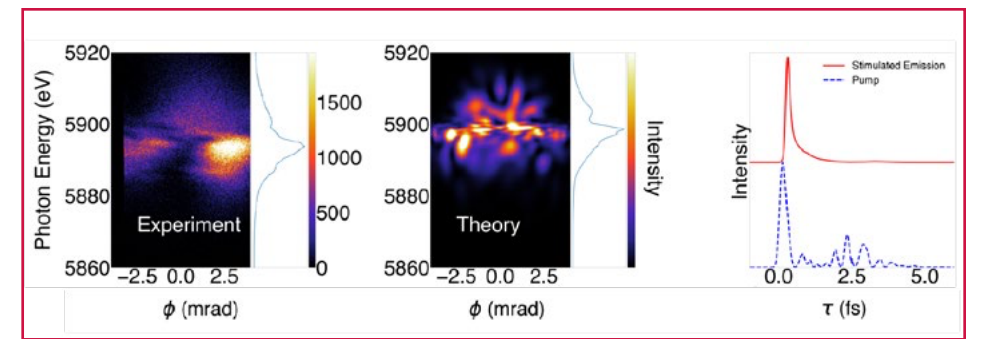 5920
5900
5880
5860
Photon Energy (eV)
Experiment
−2.5 0.0 2.5
ϕ (mrad)
1500
1000
500
0
5920
5900
5880
5860
Theory
−2.5 0.0 2.5
ϕ (mrad)
Intensity
Intensity
Stimulated Emission
Pump
0.0 2.5 5.0
τ (fs)